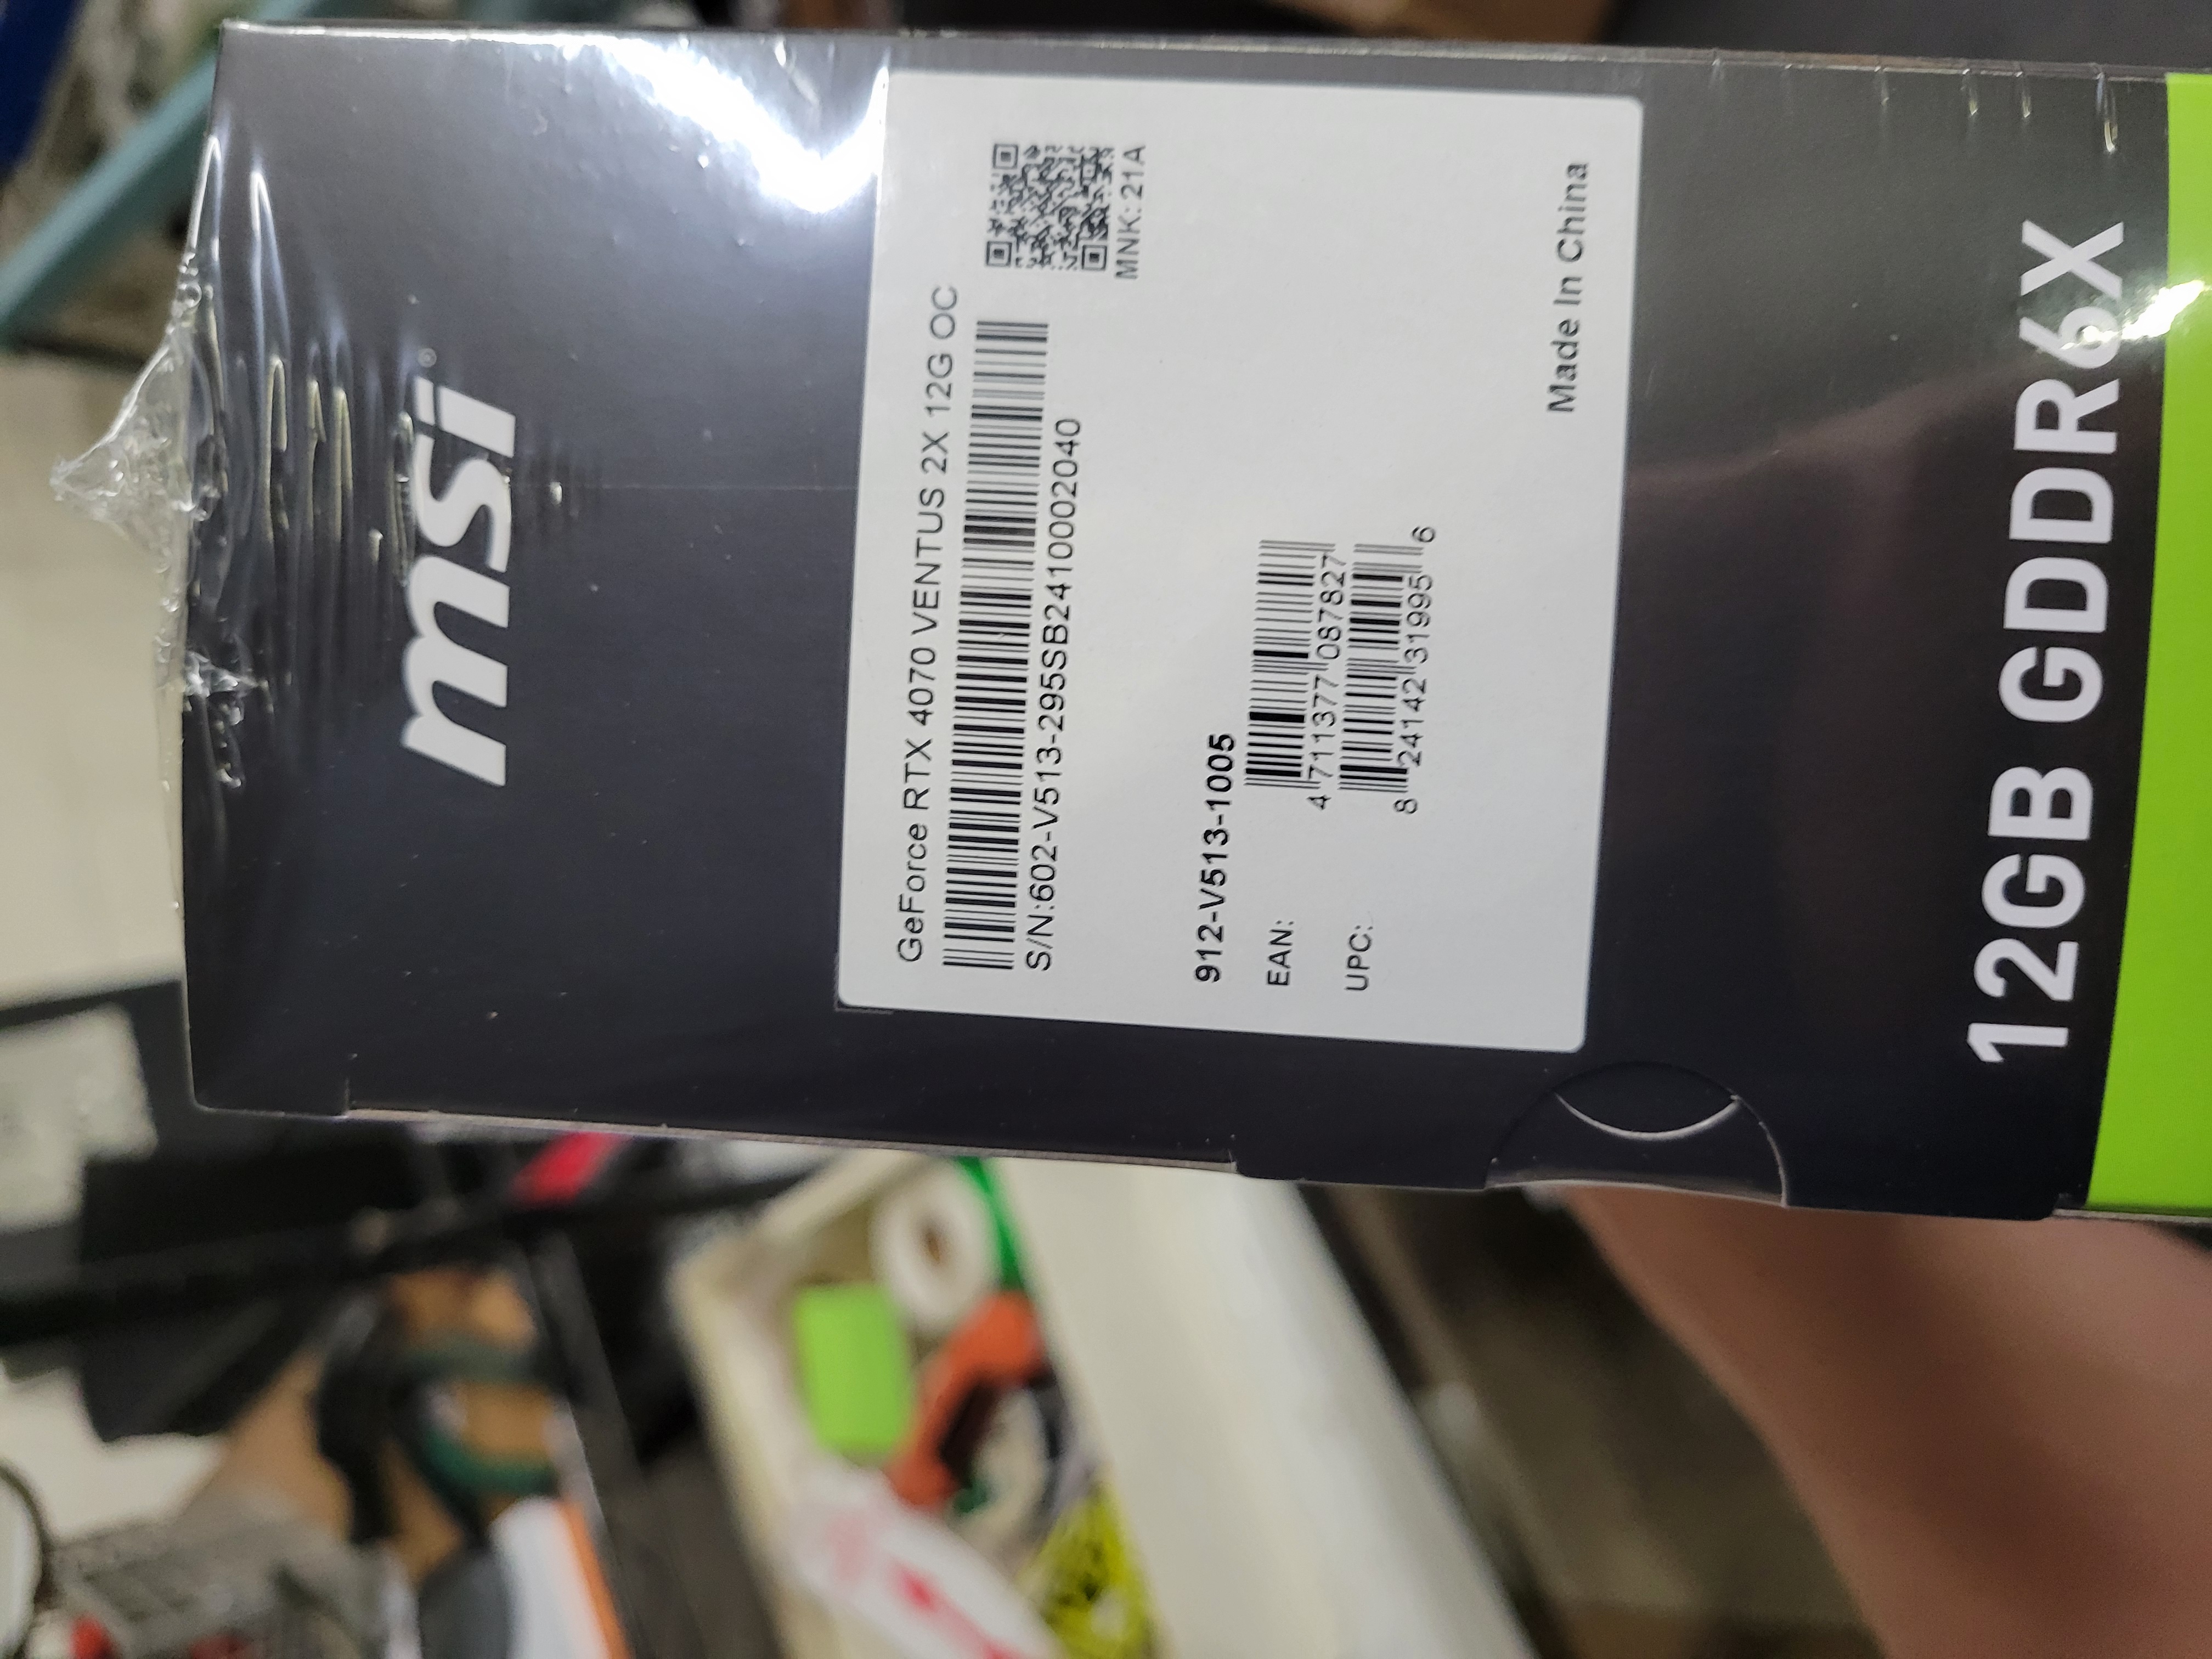 msi
GeForce RTX 4070 VENTUS 2X 12G OC
S/N:602-V513-295SB2410002040
MNK: 21A
912-V513-1005
EAN:
4 711377 087827
UPC:
8 24142 31995 6
Made In China
12GB GDDR6X